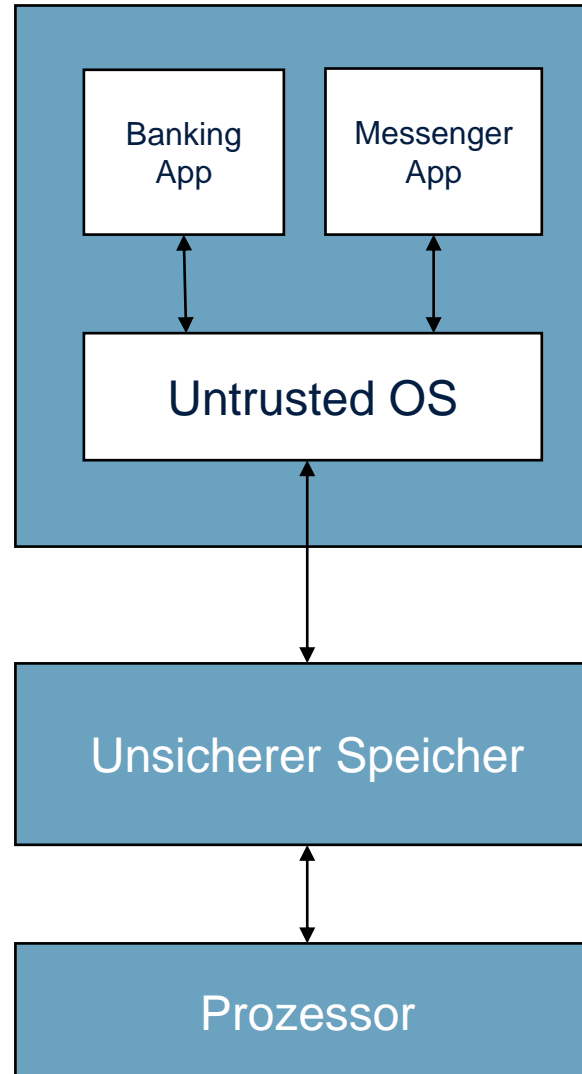 Banking
App
Messenger
App
Untrusted OS
Unsicherer Speicher
Prozessor